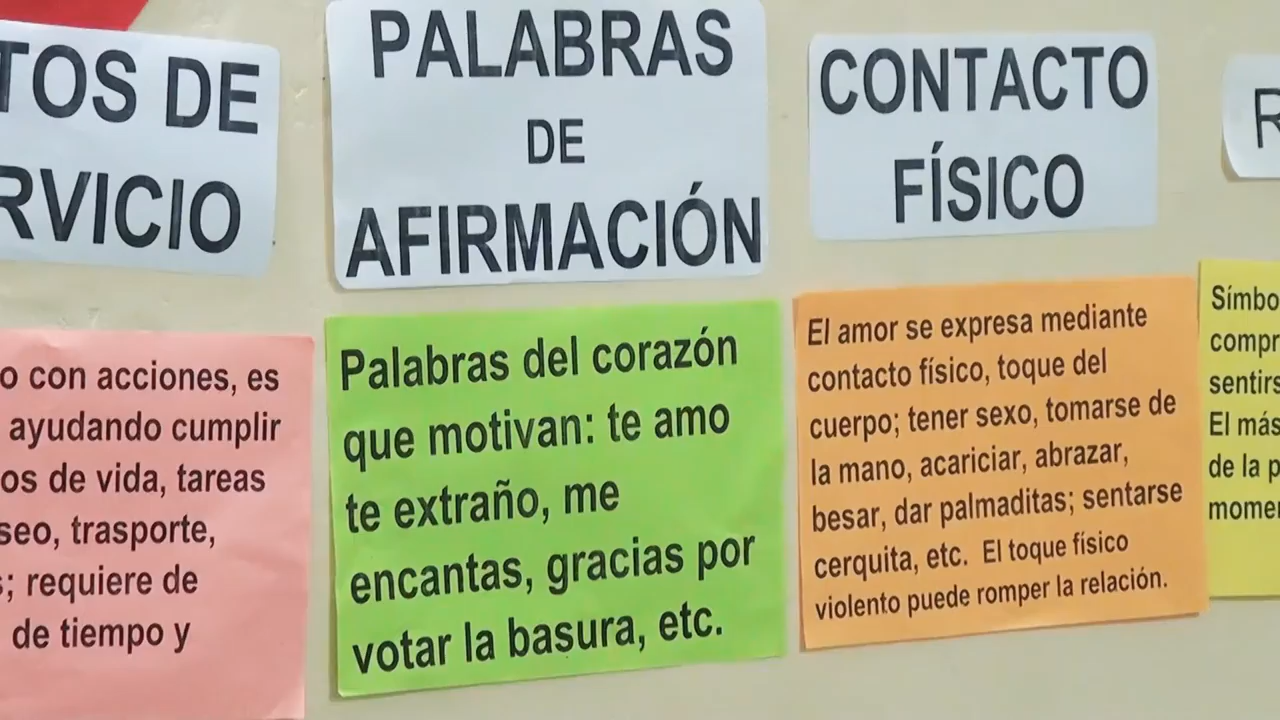 TOS DE
RVICIO
o con acciones, es
ayudando cumplir
os de vida, tareas
seo, trasporte,
s; requiere de
de tiempo y
PALABRAS
DE
AFIRMACIÓN
Palabras del corazón
que motivan: te amo
te extraño, me
encantas, gracias por
votar la basura, etc.
CONTACTO
FÍSICO
El amor se expresa mediante
contacto físico, toque del
cuerpo; tener sexo, tomarse de
la mano, acariciar, abrazar,
besar, dar palmaditas; sentarse
cerquita, etc. El toque físico
violento puede romper la relación.
R
Símbo
compr
sentirs
El más
de la p
momen